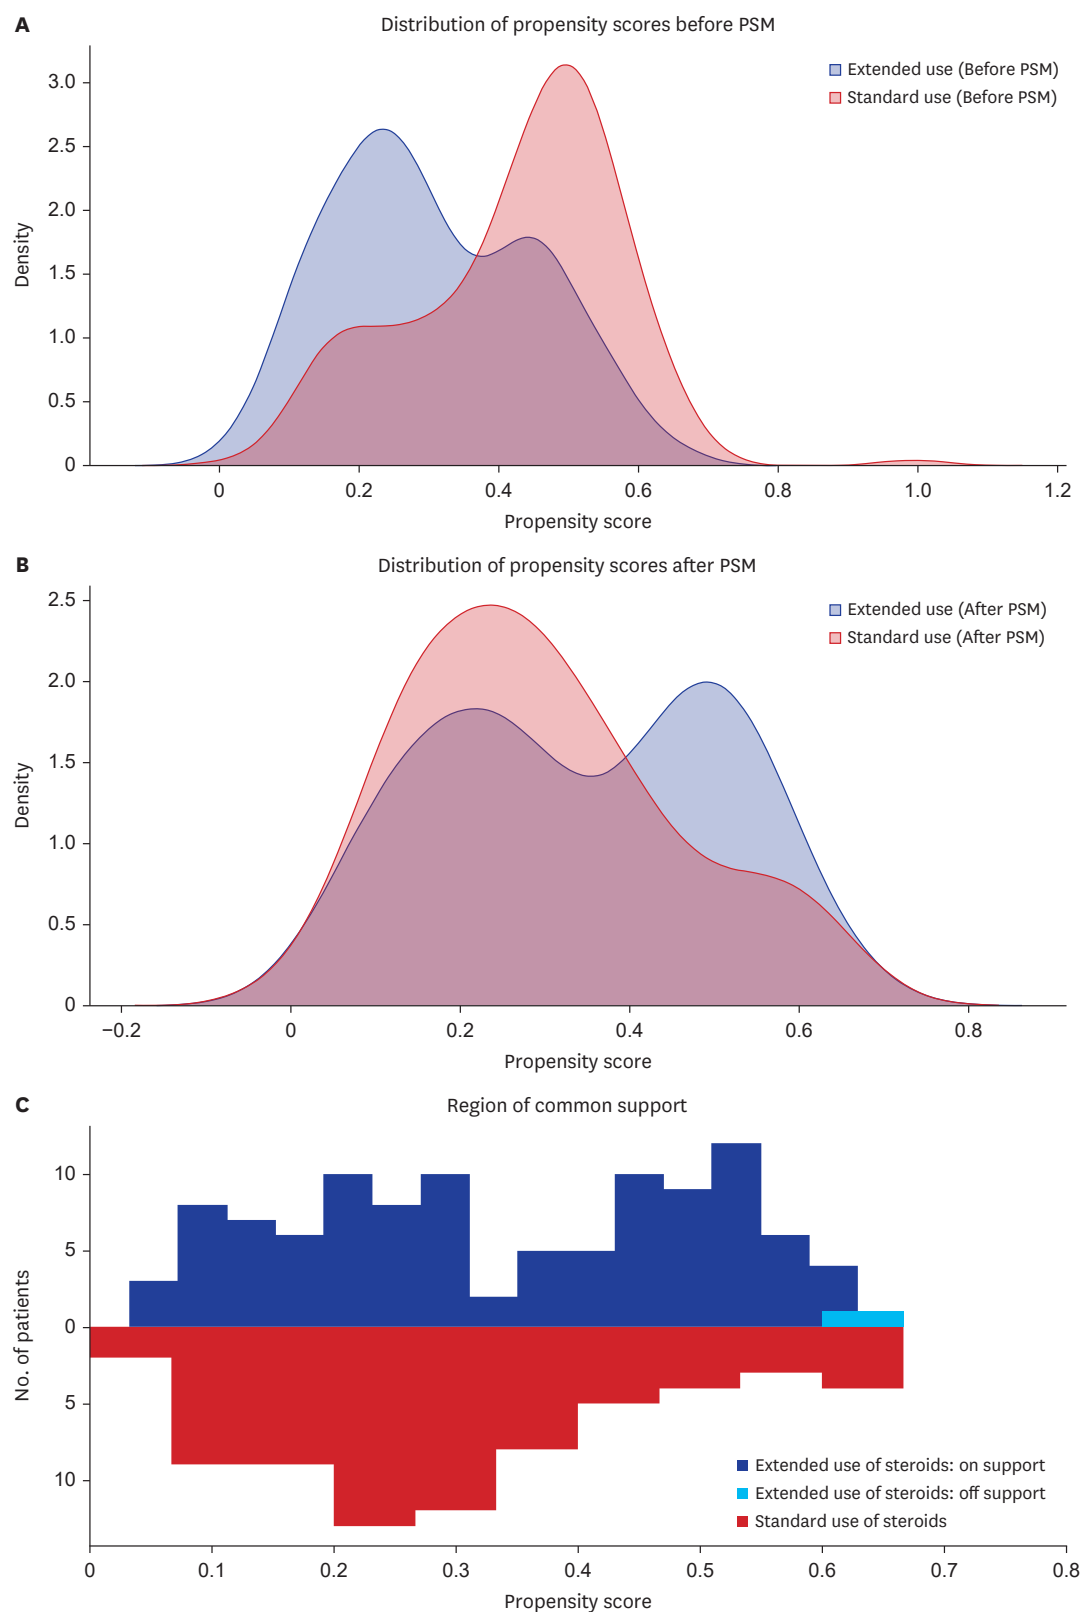 A
Distribution of propensity scores before PSM
Extended use (Before PSM)
Standard use (Before PSM)
Density
3.0
2.5
2.0
1.5
1.0
0.5
0
0 0.2 0.4 0.6 0.8 1.0 1.2
Propensity score
B
Distribution of propensity scores after PSM
Extended use (After PSM)
Standard use (After PSM)
Density
2.5
2.0
1.5
1.0
0.5
0
−0.2 0 0.2 0.4 0.6 0.8
Propensity score
C
Region of common support
No. of patients
10
5
0
5
10
Extended use of steroids: on support
Extended use of steroids: off support
Standard use of steroids
0 0.1 0.2 0.3 0.4 0.5 0.6 0.7 0.8
Propensity score